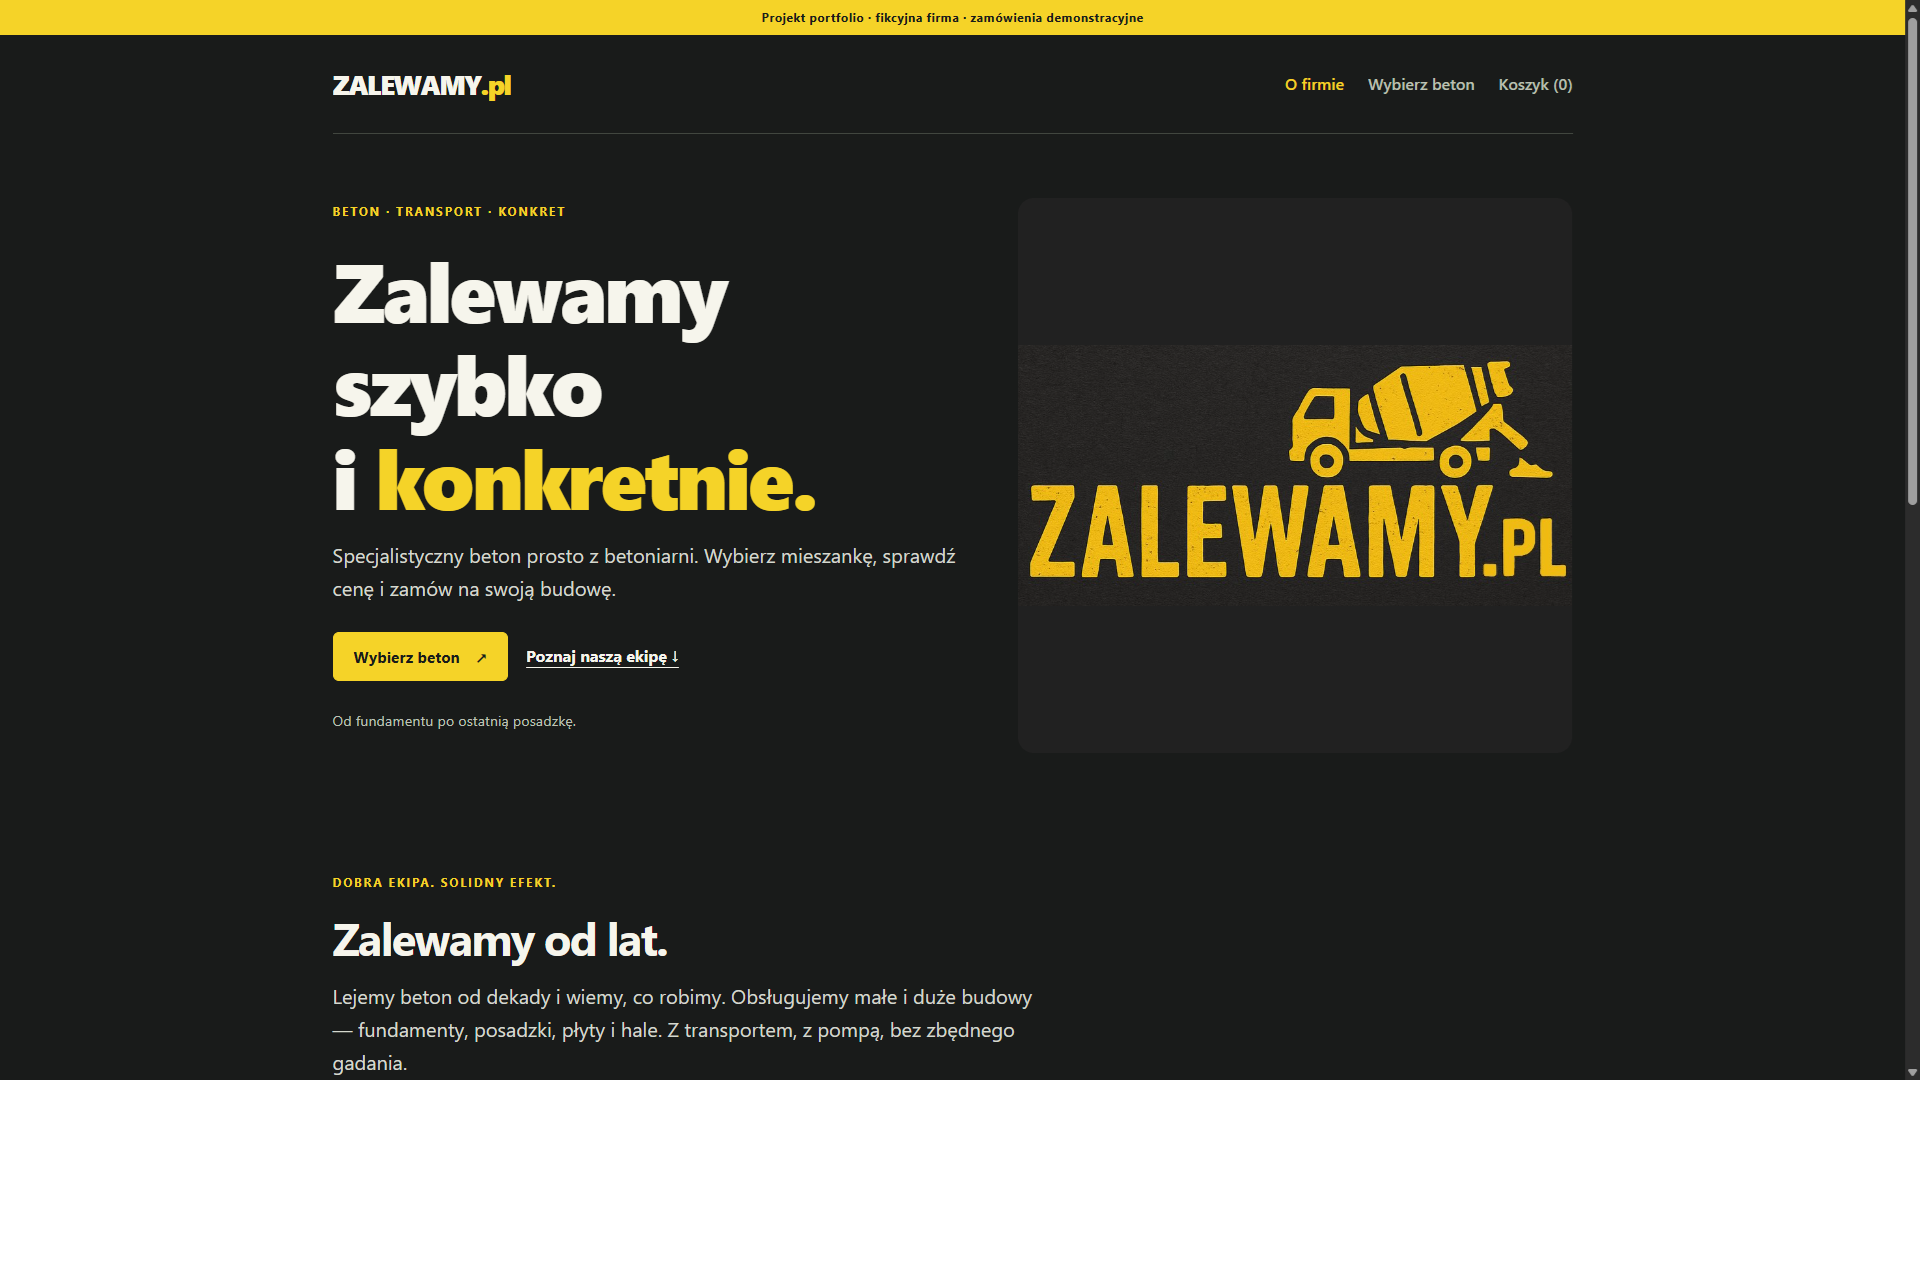 Projekt portfolio · fikcyjna firma · zamówienia demonstracyjne
ZALEWAMY.pl
O firmie
Wybierz beton
Koszyk (0)
BETON · TRANSPORT · KONKRET
Zalewamy
szybko
i konkretnie.
Specjalistyczny beton prosto z betoniarni. Wybierz mieszankę, sprawdź
cenę i zamów na swoją budowę.
Wybierz beton ↗
Poznaj naszą ekipę ↓
Od fundamentu po ostatnią posadzkę.
ZALEWAMY.PL
DOBRA EKIPA. SOLIDNY EFEKT.
Zalewamy od lat.
Lejemy beton od dekady i wiemy, co robimy. Obsługujemy małe i duże budowy
— fundamenty, posadzki, płyty i hale. Z transportem, z pompą, bez zbędnego
gadania.